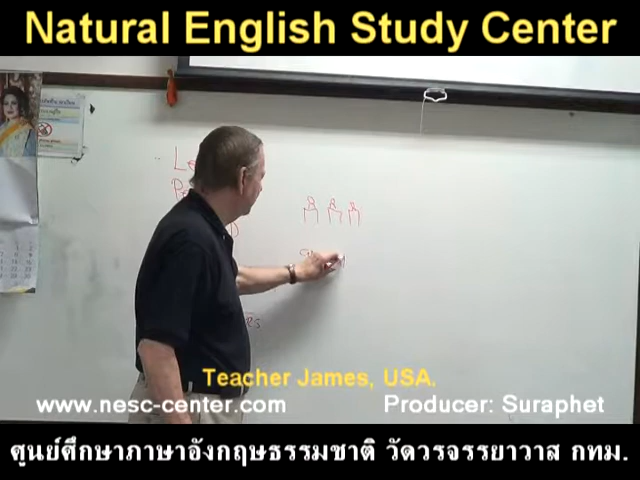 Natural English Study Center
Teacher James, USA.
www.nesc-center.com
Producer: Suraphet
ศูนย์ศึกษาภาษาอังกฤษธรรมชาติ วัดวรจรรยาวาส กทม.